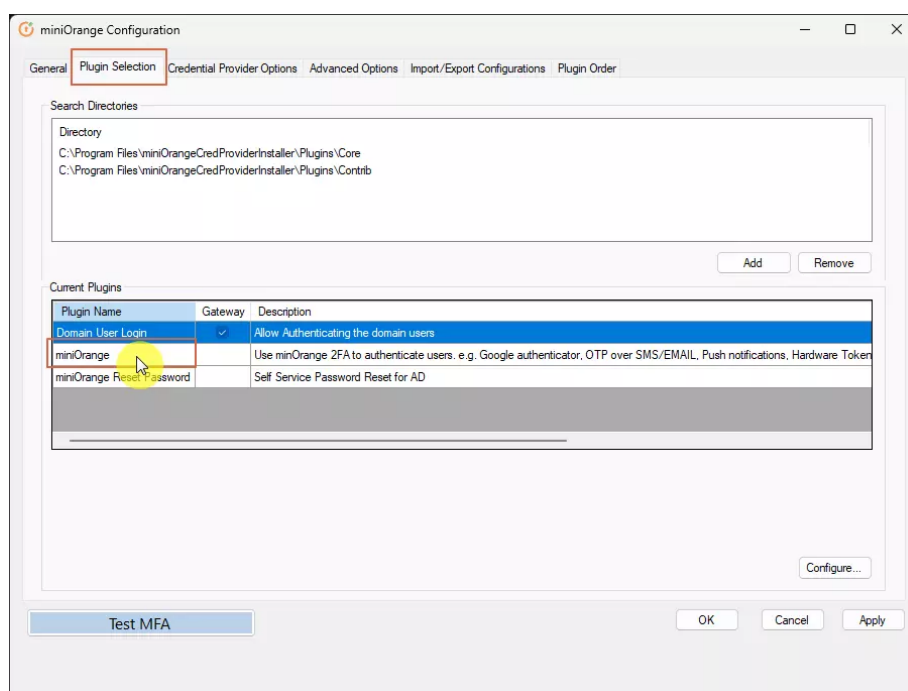 miniOrange Configuration
General Plugin Selection Credential Provider Options Advanced Options Import/Export Configurations Plugin Order
Search Directories
Directory
C:\Program Files\miniOrangeCredProviderInstaller\Plugins\Core
C:\Program Files\miniOrangeCredProviderInstaller\Plugins\Contrib
Add Remove
Current Plugins
Plugin Name Gateway Description
Domain User Login Allow Authenticating the domain users
miniOrange Use minOrange 2FA to authenticate users. e.g. Google authenticator, OTP over SMS/EMAIL, Push notifications, Hardware Token
miniOrange Reset Password Self Service Password Reset for AD
Configure...
Test MFA OK Cancel Apply